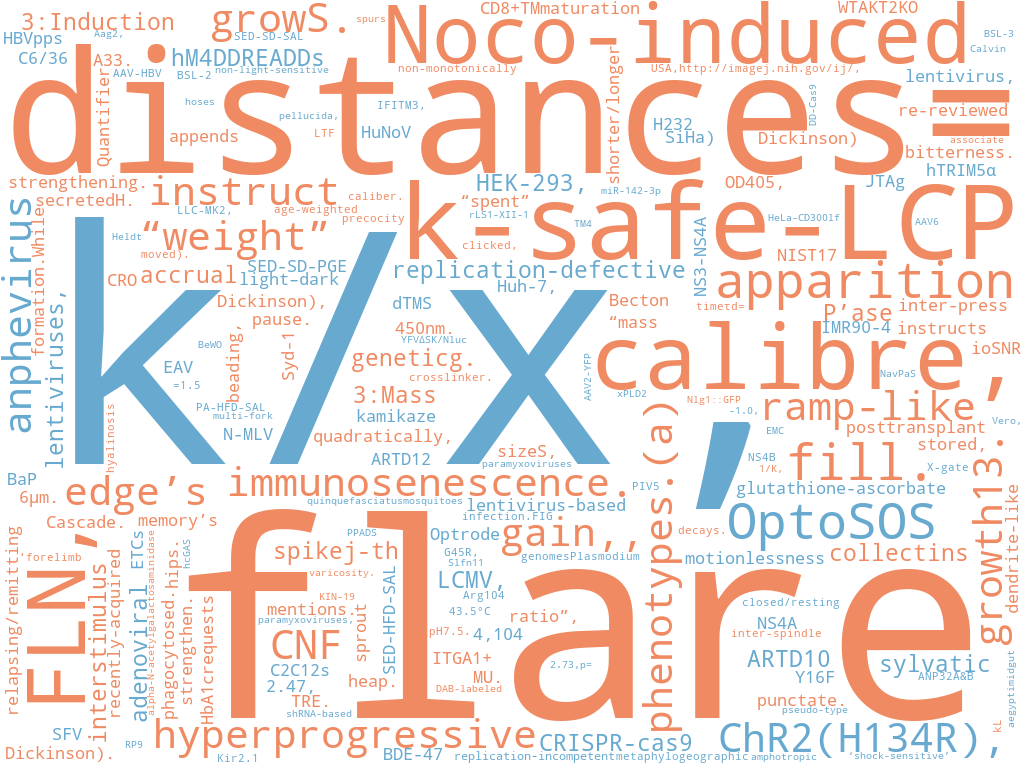 3:Induction
growS.
spurs
Noco-induced
CD8+TMmaturation
WTAKT2KO
HBVpps
Aag2,
SED-SD-SAL
BSL-3
C6/36
A33.
hM4DDREADDs
Calvin
AAV-HBV
BSL-2
non-light-sensitive
non-monotonically
USA,http://imagej.nih.gov/ij/,
lentivirus,
distances=
Quantifier
hoses
pellucida,
IFITM3,
appends
LTF
HuNoV
shorter/longer
H232
SiHa)
DD-Cas9
Dickinson)
re-reviewed
associate
bitterness.
hTRIM5α
strengthening.
secretedH.
instruct
caliber.
HEK-293,
miR-142-3p
OD405,
JTAg
LLC-MK2,
age-weighted
precocity
“spent”
rLS1-XII-1
TM4
k-safe-LCP
HeLa-CD300lf
AAV6
anphevirus
formation.While
Heldt
“weight”
moved).
clicked,
NS3-NS4A
NIST17
CRO
accrual
SED-SD-PGE
light–dark
replication-defective
Huh-7,
apparition
lentiviruses,
Dickinson),
pause.
dTMS
Becton
“mass
timetd=
P’ase
inter-press
IMR90-4
instructs
k/x,
beading,
BeWO
Syd-1
450nm.
YFVΔSK/Nluc
geneticg.
calibre,
ioSNR
EAV
=1.5
crosslinker.
AAV2-YFP
NavPaS
3:Mass
xPLD2
PA-HFD-SAL
multi-fork
kamikaze
Nlg1::GFP
-1.0,
ramp-like
hyalinosis
N-MLV
quadratically,
EMC
posttransplant
Vero,
ARTD12
sizeS,
paramyxoviruses
phenotypes.(a)
NS4B
1/K,
fill.
stored,
X-gate
growth13.
BaP
6μm.
edge’s
immunosenescence.
PIV5
glutathione-ascorbate
quinquefasciatusmosquitoes
lentivirus-based
infection.FIG
Cascade.
memory’s
decays.
OptoSOS
dendrite-like
relapsing/remitting
‘forelimb
FLN,
interstimulus
recently-acquired
adenoviral
ETCs
alpha-N-acetylgalactosaminidase
phagocytosed.
hips.
hcGAS
strengthen.
HbA1crequests
PPADS
Optrode
gain,,
genomesPlasmodium
motionlessness
collectins
flare
spikej-th
varicosity.
G45R,
Slfn11
LCMV,
Arg104
KIN-19
mentions.
paramyxoviruses,
sprout
SED-HFD-SAL
43.5°C
ratio”,
closed/resting
CNF
pH7.5.
4,104
NS4A
inter-spindle
C2C12s
2.47,
ITGA1+
2.73,p=
ARTD10
sylvatic
heap.
MU.
DAB-labeled
Y16F
ANP32A&B
TRE.
shRNA-based
punctate.
pseudo-type
aegyptimidgut
kL
SFV.
RP9
Dickinson).
hyperprogressive
Kir2.1
BDE-47
CRISPR-cas9
ChR2(H134R),
replication-incompetentmetaphylogeographic
amphotropic
‘shock-sensitive’